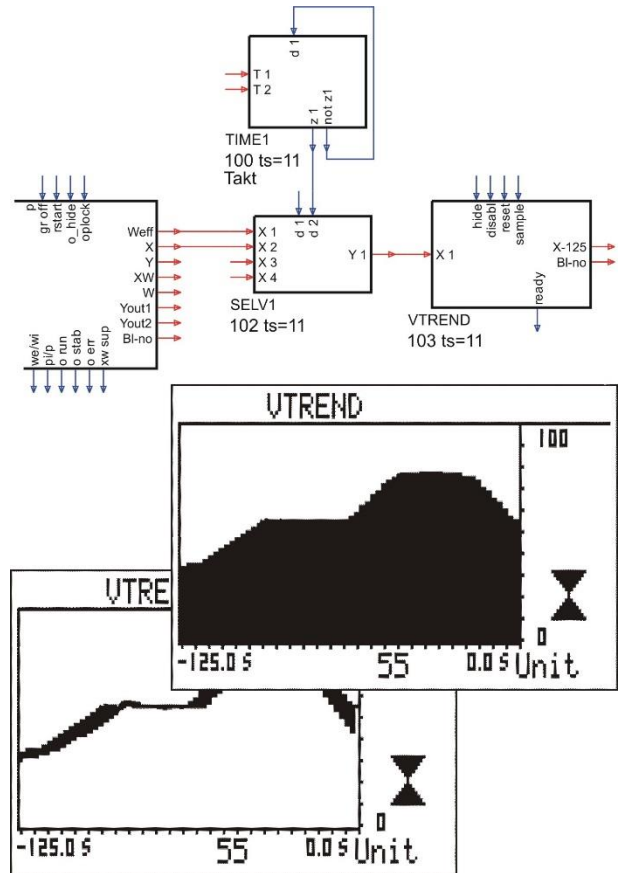 d 1
T 1
T 2
z 1
not z1
TIME1
100 ts=11
Takt
p
gr off
rstart
o_hide
oplock
Weff
X
Y
XW
W
Yout1
Yout2
Bl-no
we/wi
pi/p
o run
o stab
o err
xw sup
d 1
d 2
X 1
X 2
X 3
X 4
Y 1
SELV1
102 ts=11
hide
disabl
reset
sample
X 1
X-125
Bl-no
ready
VTREND
103 ts=11
VTREND
100
0
-125.0 S 55 0.0 S Unit
VTRE
0
-125.0 S 55 0.0 S Unit